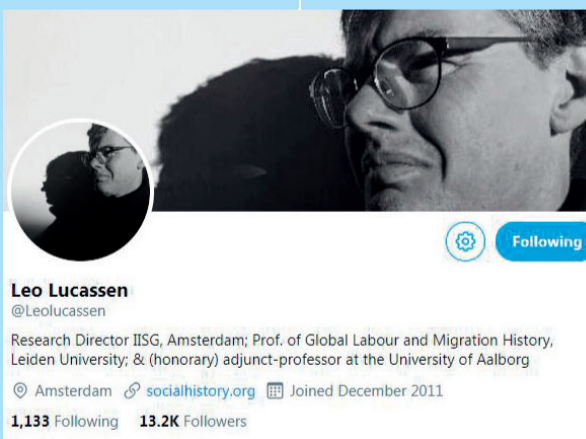 Following
Leo Lucassen
@Leolucassen
Research Director IISG, Amsterdam; Prof. of Global Labour and Migration History,
Leiden University; & (honorary) adjunct-professor at the University of Aalborg
Amsterdam socialhistory.org Joined December 2011
1,133 Following 13.2K Followers